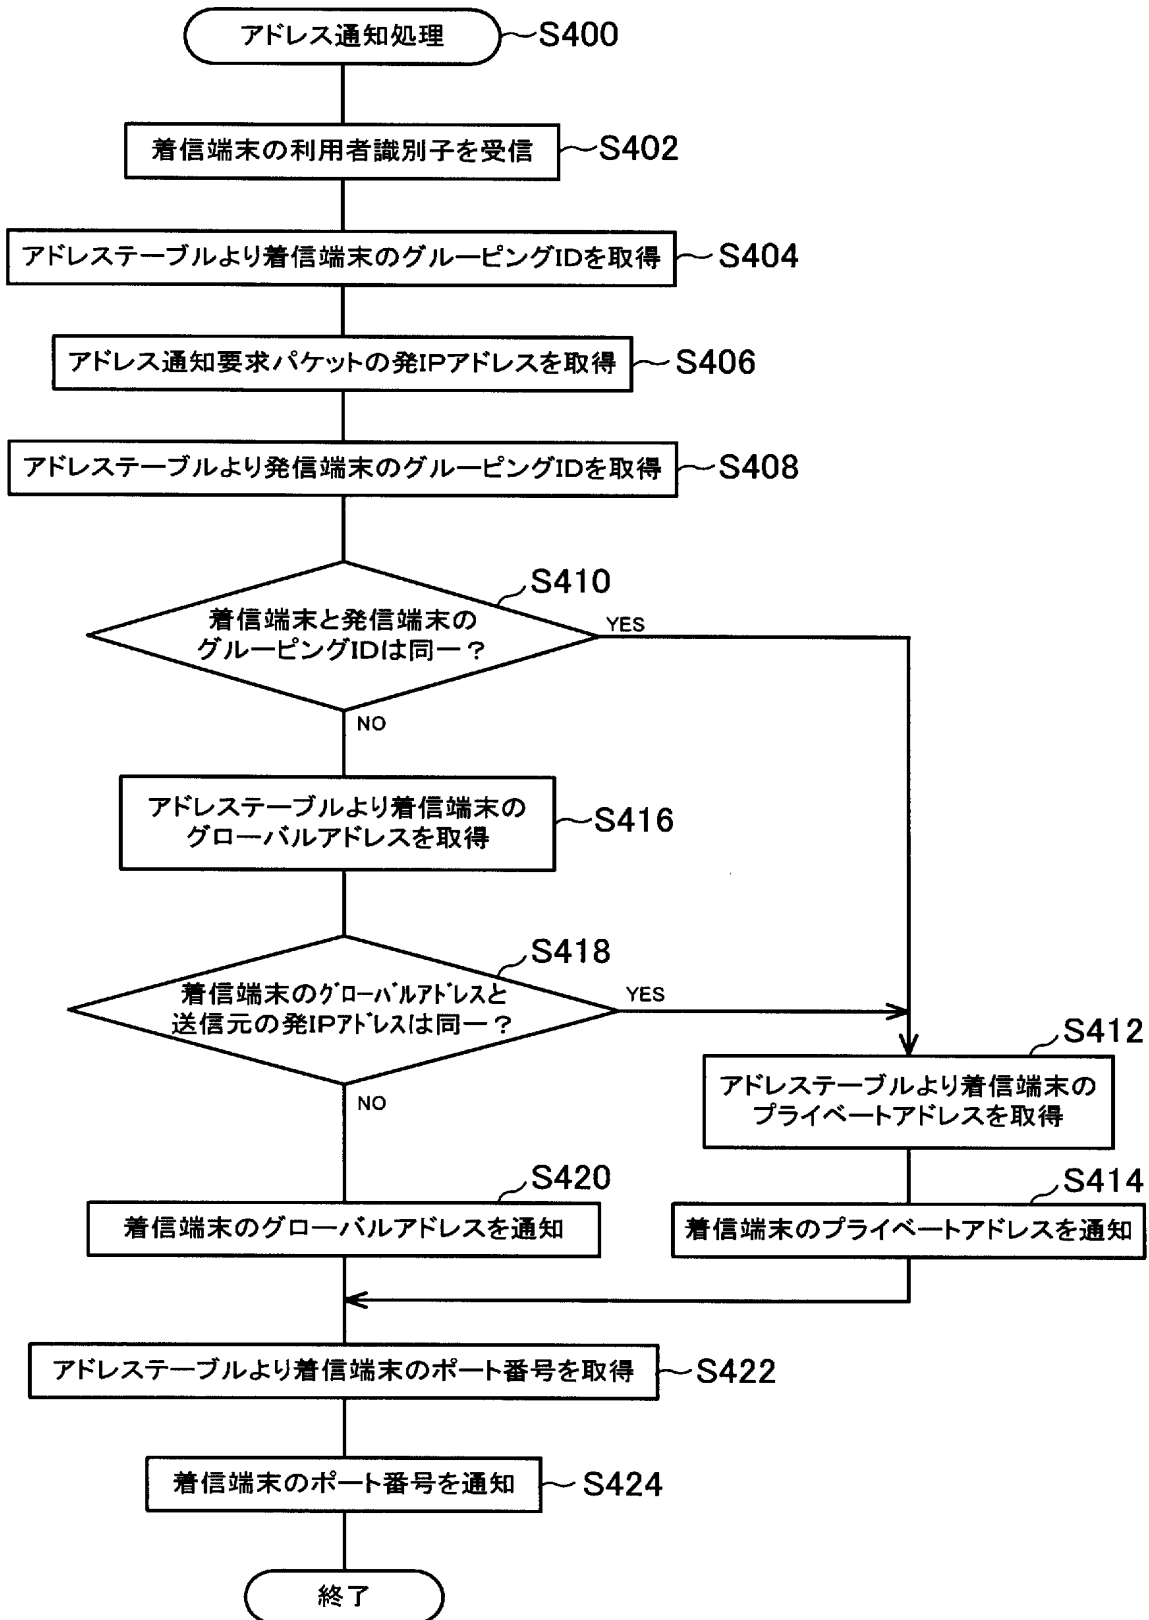 アドレス通知処理
S400
着信端末の利用者識別子を受信
S402
アドレステーブルより着信端末のグルーピングIDを取得
S404
アドレス通知要求パケットの発IPアドレスを取得
S406
アドレステーブルより発信端末のグルーピングIDを取得
S408
S410
着信端末と発信端末の
グルーピングIDは同一?
YES
NO
アドレステーブルより着信端末の
グローバルアドレスを取得
S416
S418
着信端末のグローバルアドレスと
送信元の発IPアドレスは同一?
YES
NO
S412
アドレステーブルより着信端末の
プライベートアドレスを取得
S420
着信端末のグローバルアドレスを通知
S414
着信端末のプライベートアドレスを通知
アドレステーブルより着信端末のポート番号を取得
S422
着信端末のポート番号を通知
S424
終了